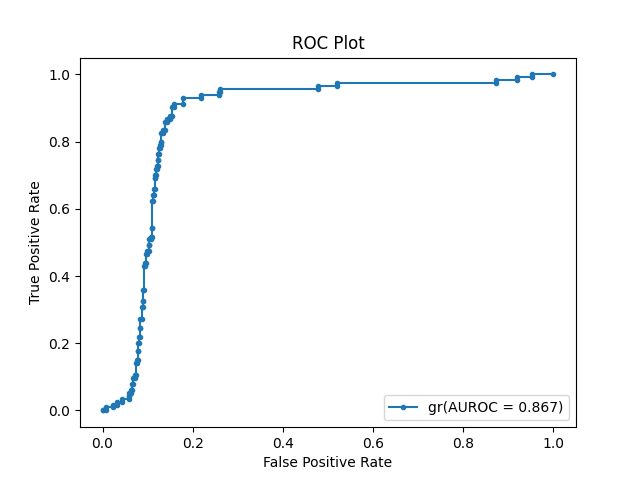 ROC Plot
True Positive Rate
1.0
0.8
0.6
0.4
0.2
0.0
0.0 0.2 0.4 0.6 0.8 1.0
False Positive Rate
gr(AUROC = 0.867)